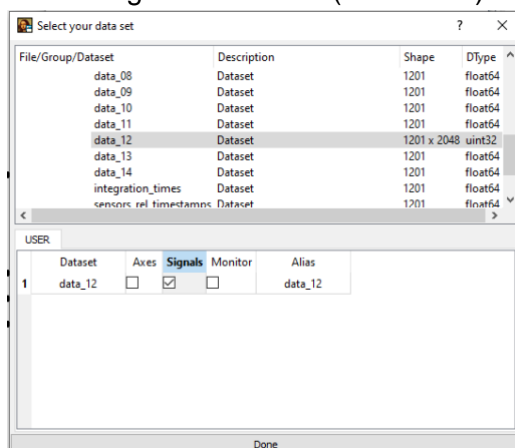 Select your data set ? ×
File/Group/Dataset Description Shape DType
data_08 Dataset 1201 float64
data_09 Dataset 1201 float64
data_10 Dataset 1201 float64
data_11 Dataset 1201 float64
data_12 Dataset 1201 x 2048 uint32
data_13 Dataset 1201 float64
data_14 Dataset 1201 float64
integration_times Dataset 1201 float64
sensors_rel_timestamps Dataset 1201 float64
USER
Dataset Axes Signals Monitor Alias
1 data_12 data_12
Done